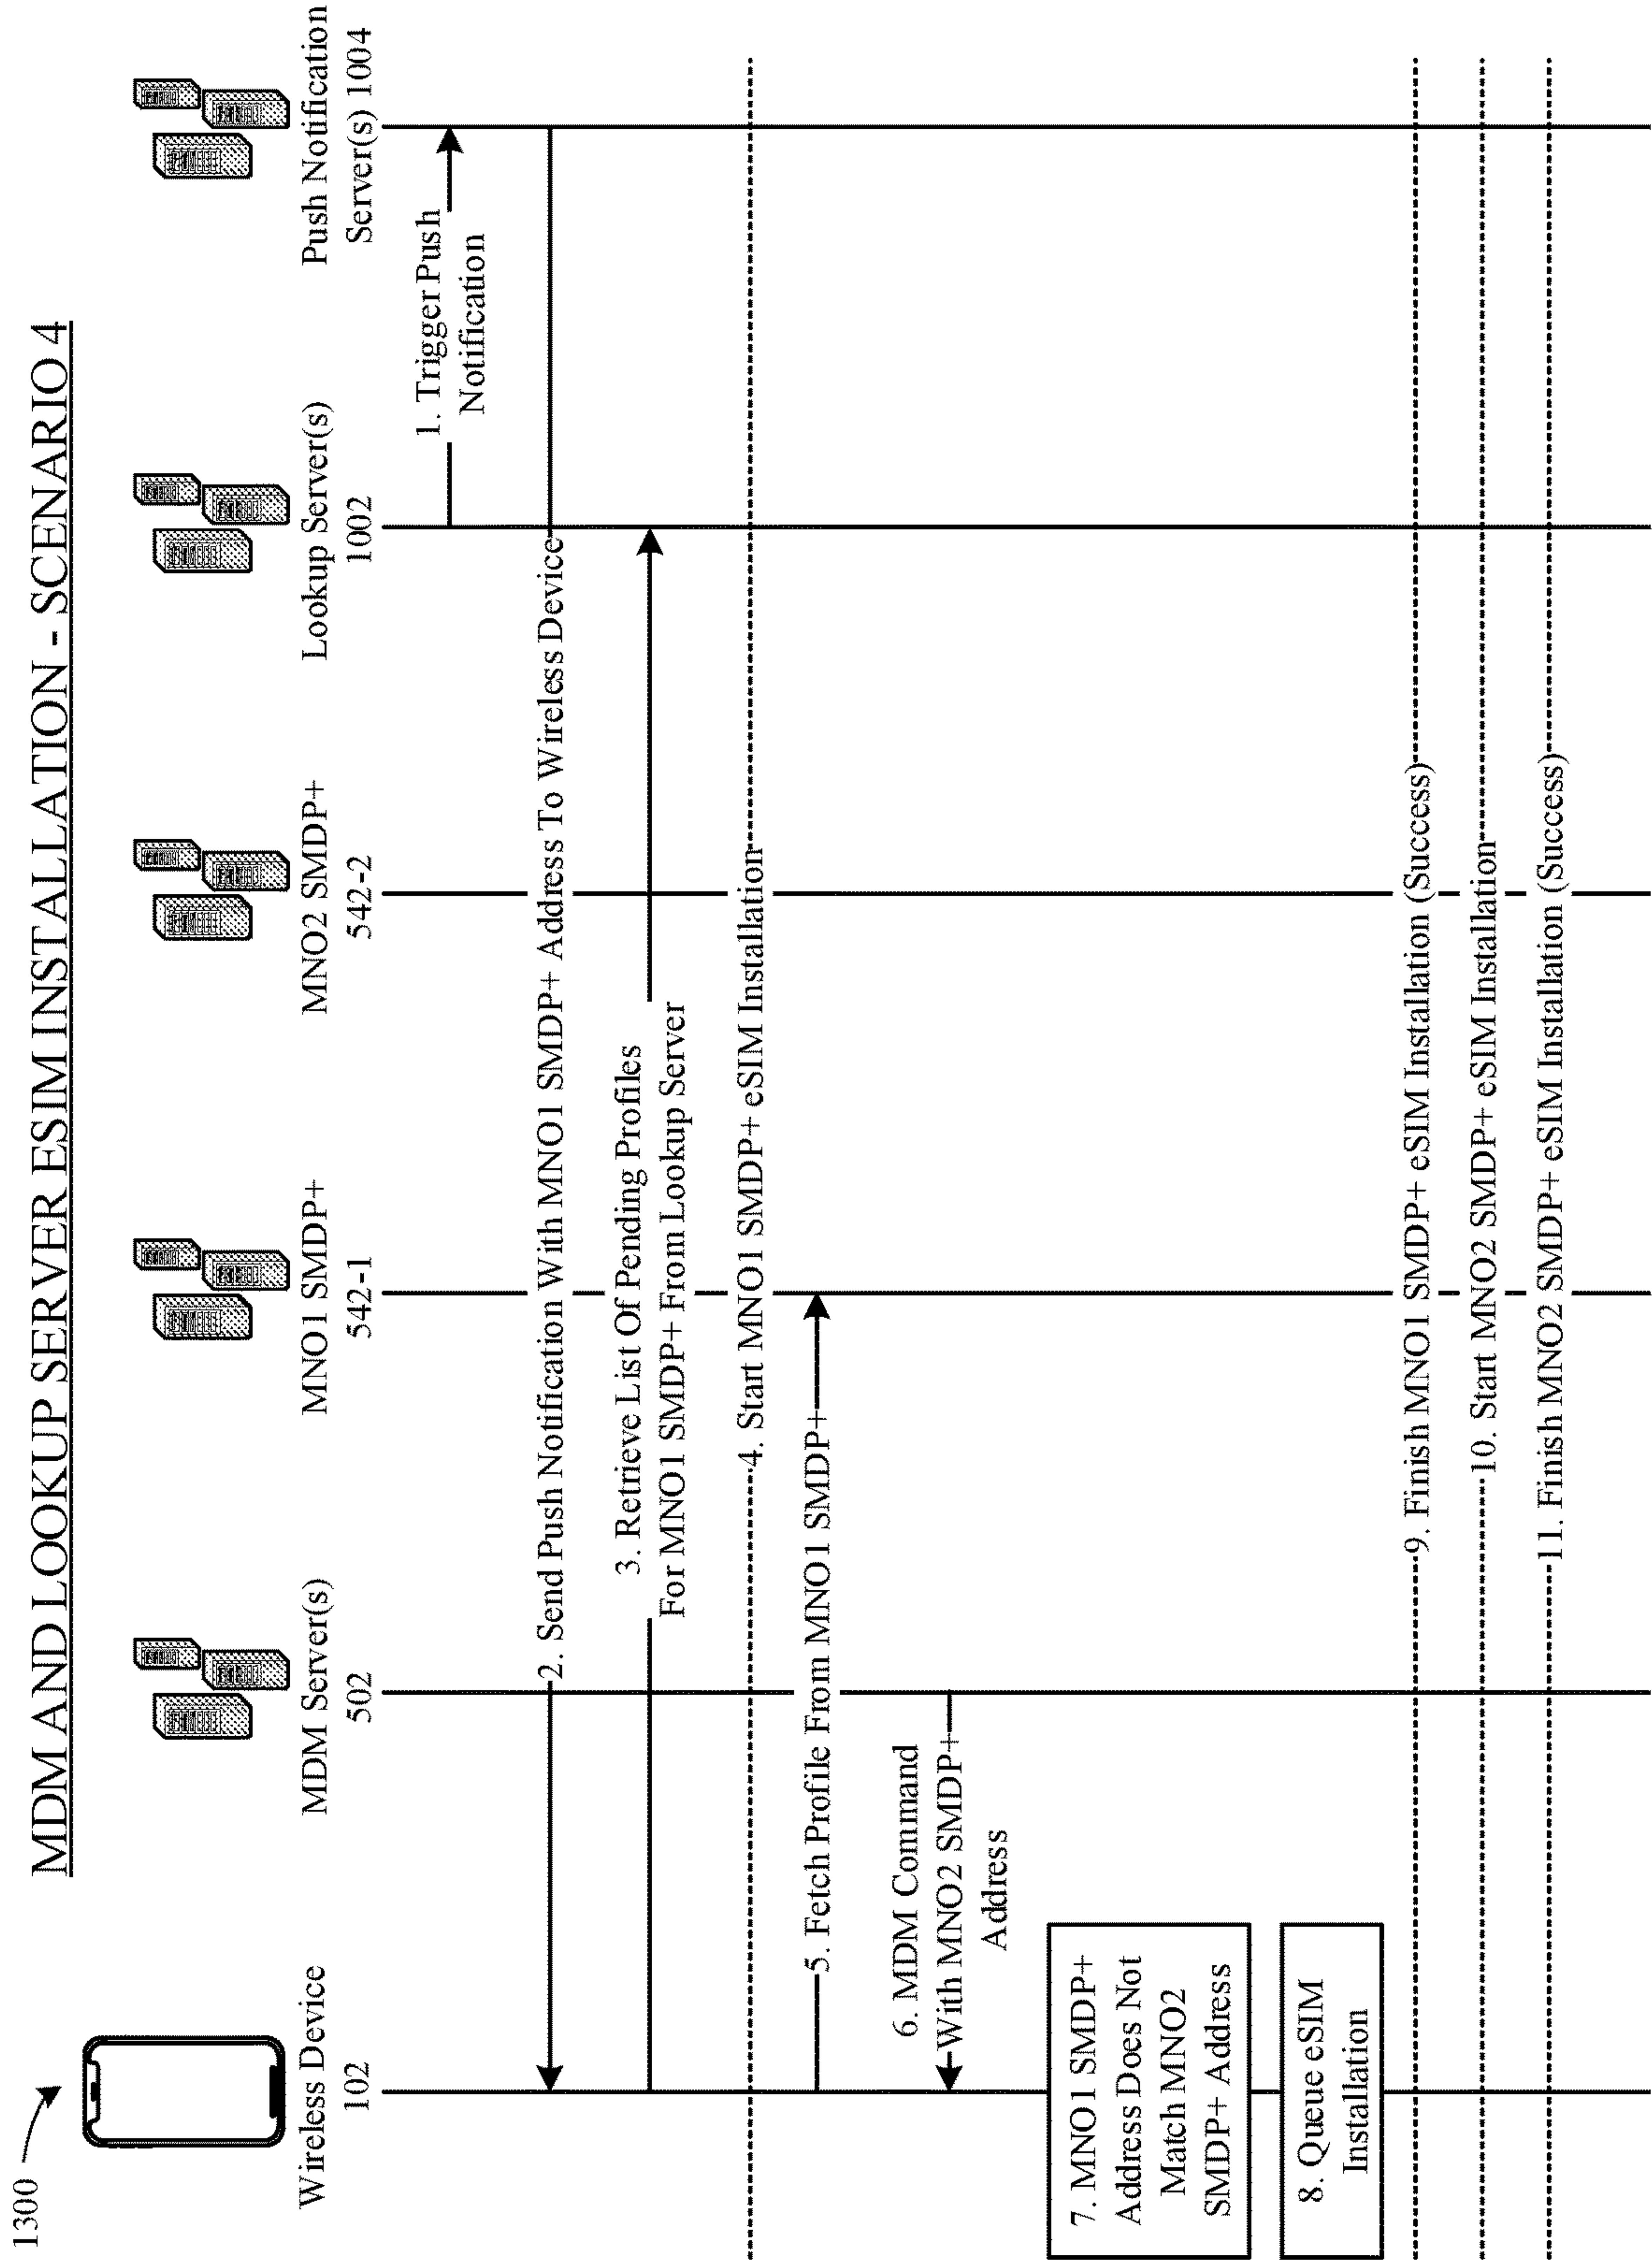 1300
MDM AND LOOKUP SERVER ESIM INSTALLATION - SCENARIO 4
Wireless Device
102
MDM Server(s)
502
MNO1 SMDP+
542-1
MNO2 SMDP+
542-2
Lookup Server(s)
1002
Push Notification
Server(s) 1004
1. Trigger Push
Notification
2. Send Push Notification With MNO1 SMDP+ Address To Wireless Device
3. Retrieve List Of Pending Profiles
For MNO1 SMDP+ From Lookup Server
4. Start MNO1 SMDP+ eSIM Installation
5. Fetch Profile From MNO1 SMDP+
6. MDM Command
With MNO2 SMDP+
Address
7. MNO1 SMDP+
Address Does Not
Match MNO2
SMDP+ Address
8. Queue eSIM
Installation
9. Finish MNO1 SMDP+ eSIM Installation (Success)
10. Start MNO2 SMDP+ eSIM Installation
11. Finish MNO2 SMDP+ eSIM Installation (Success)